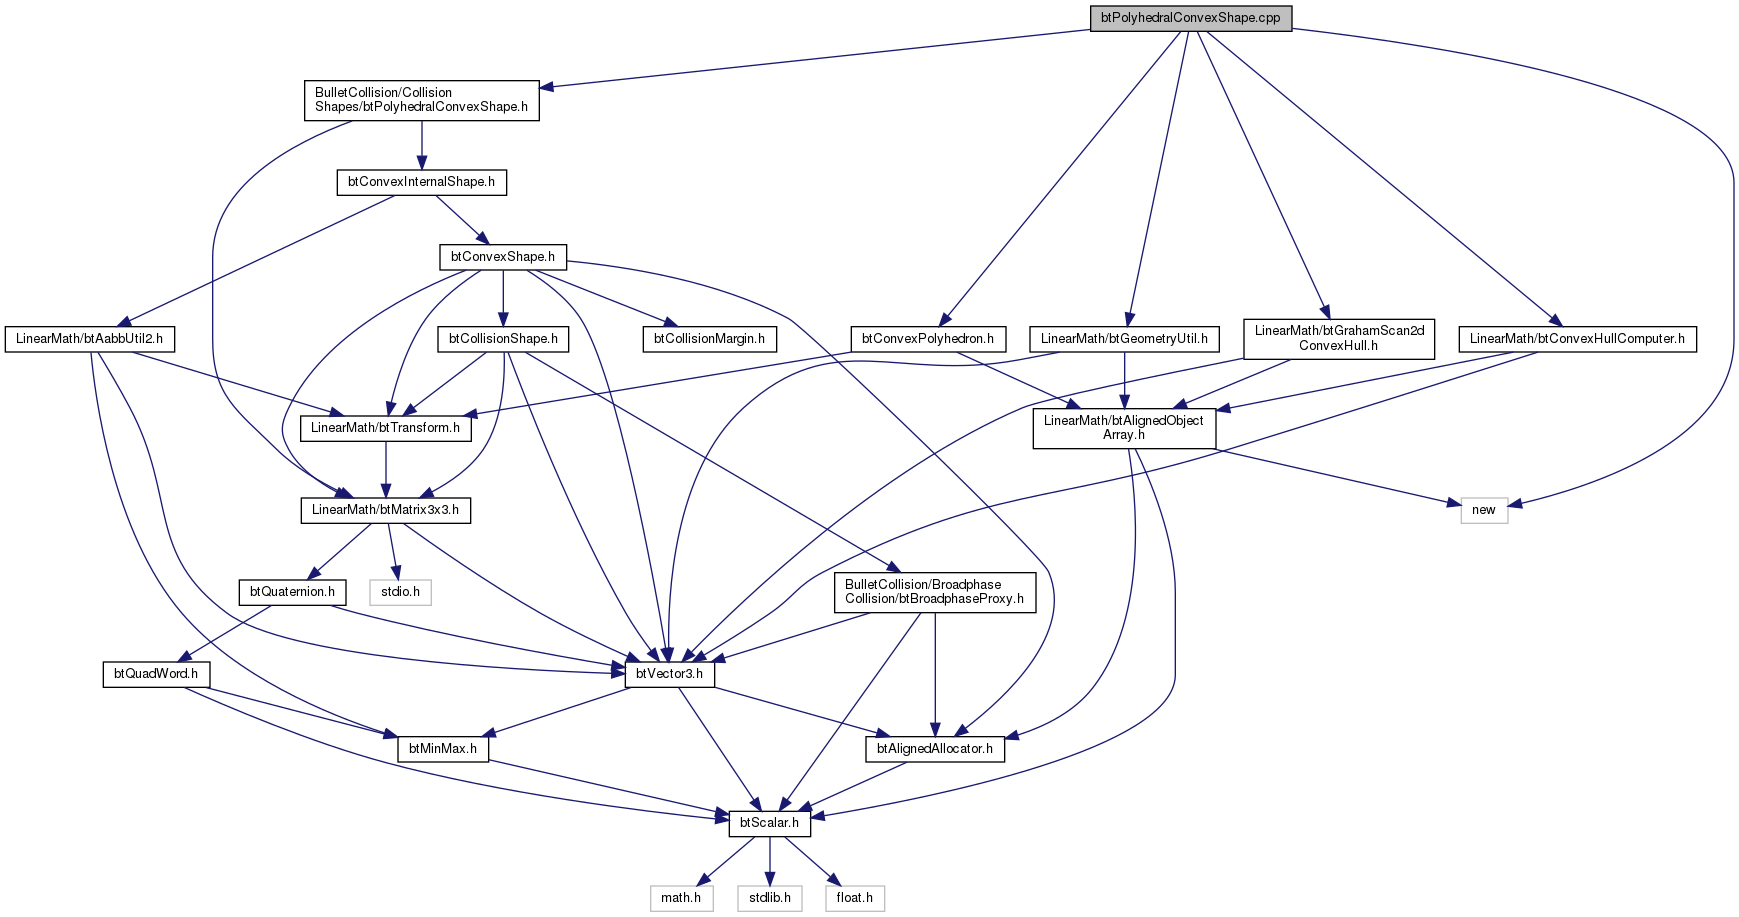 btPolyhedralConvexShape.cpp
BulletCollision/Collision
Shapes/btPolyhedralConvexShape.h
btConvexInternalShape.h
btConvexShape.h
LinearMath/btAabbUtil2.h
btCollisionShape.h
btCollisionMargin.h
btConvexPolyhedron.h
LinearMath/btGeometryUtil.h
LinearMath/btGrahamScan2d
ConvexHull.h
LinearMath/btConvexHullComputer.h
LinearMath/btTransform.h
LinearMath/btAlignedObject
Array.h
LinearMath/btMatrix3x3.h
new
btQuaternion.h
stdio.h
BulletCollision/Broadphase
Collision/btBroadphaseProxy.h
btQuadWord.h
btVector3.h
btMinMax.h
btAlignedAllocator.h
btScalar.h
math.h
stdlib.h
float.h